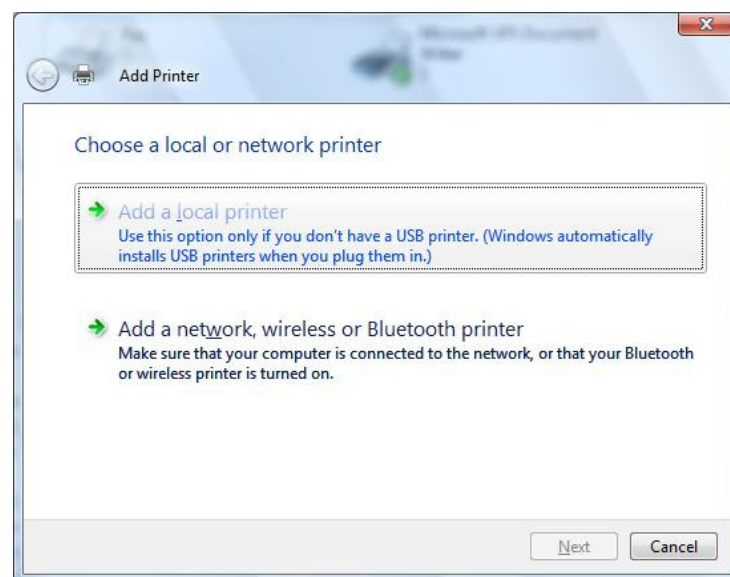 Add Printer
Choose a local or network printer
Add a local printer
Use this option only if you don't have a USB printer. (Windows automatically
installs USB printers when you plug them in.)
Add a network, wireless or Bluetooth printer
Make sure that your computer is connected to the network, or that your Bluetooth
or wireless printer is turned on.
Next
Cancel